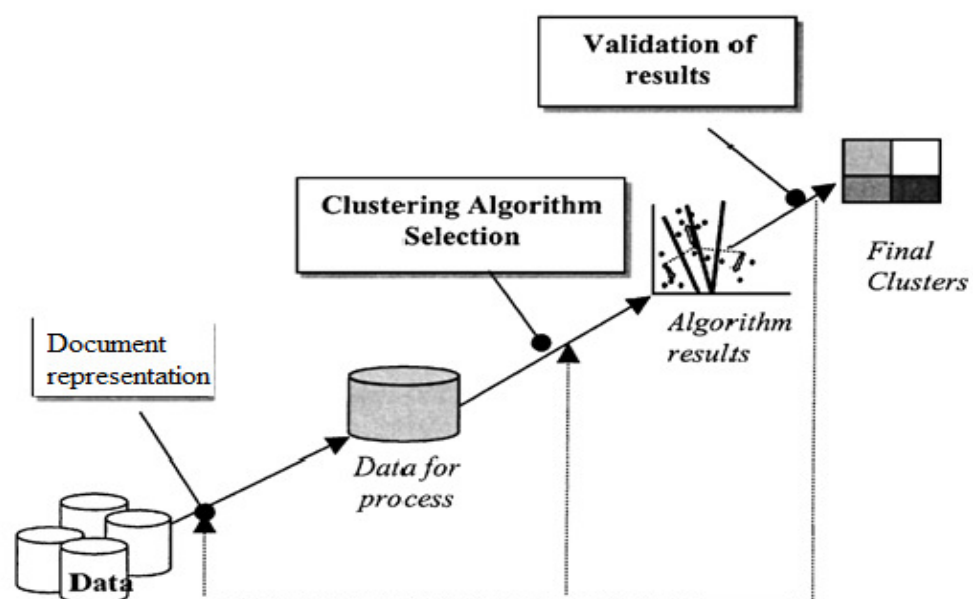 Validation of
results
Clustering Algorithm
Selection
Final
Clusters
Algorithm
results
Document
representation
Data for
process
Data